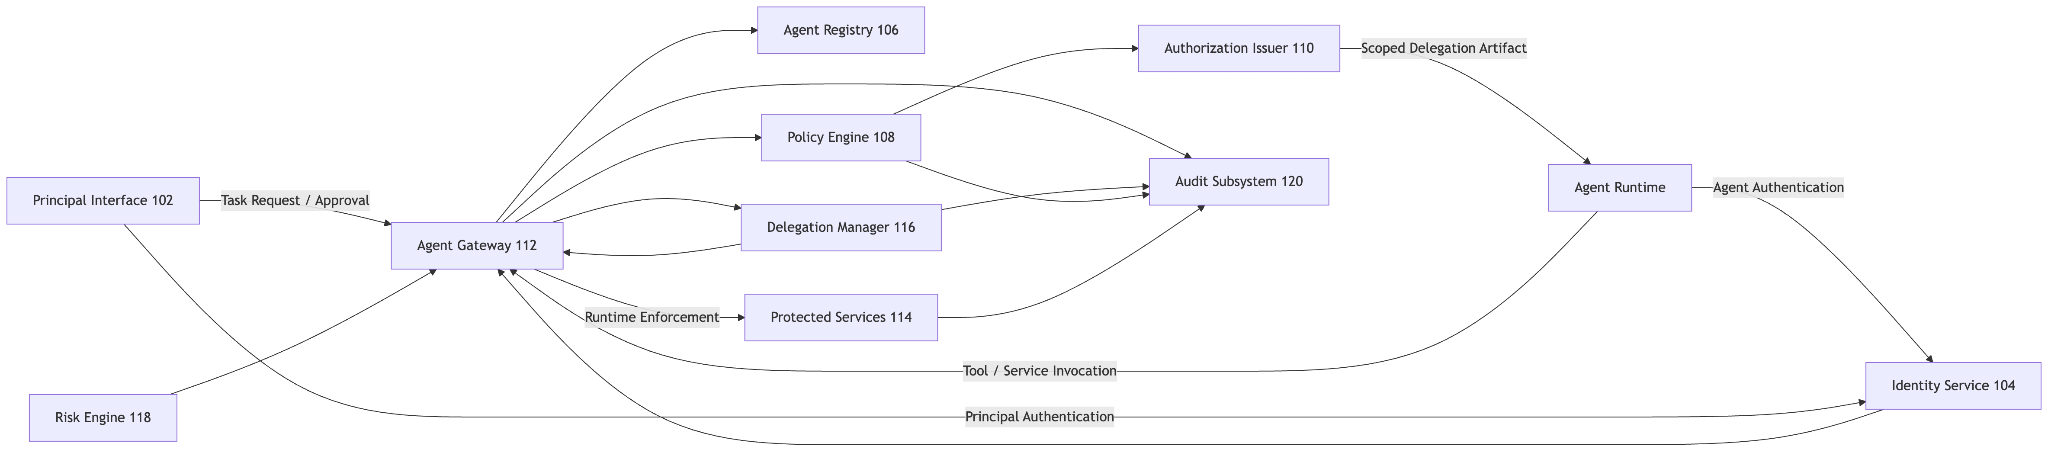 Agent Registry 106
Authorization Issuer 110
Scoped Delegation Artifact
Policy Engine 108
Audit Subsystem 120
Principal Interface 102
Task Request / Approval
Agent Runtime
Agent Authentication
Agent Gateway 112
Delegation Manager 116
Runtime Enforcement
Protected Services 114
Tool / Service Invocation
Identity Service 104
Risk Engine 118
Principal Authentication